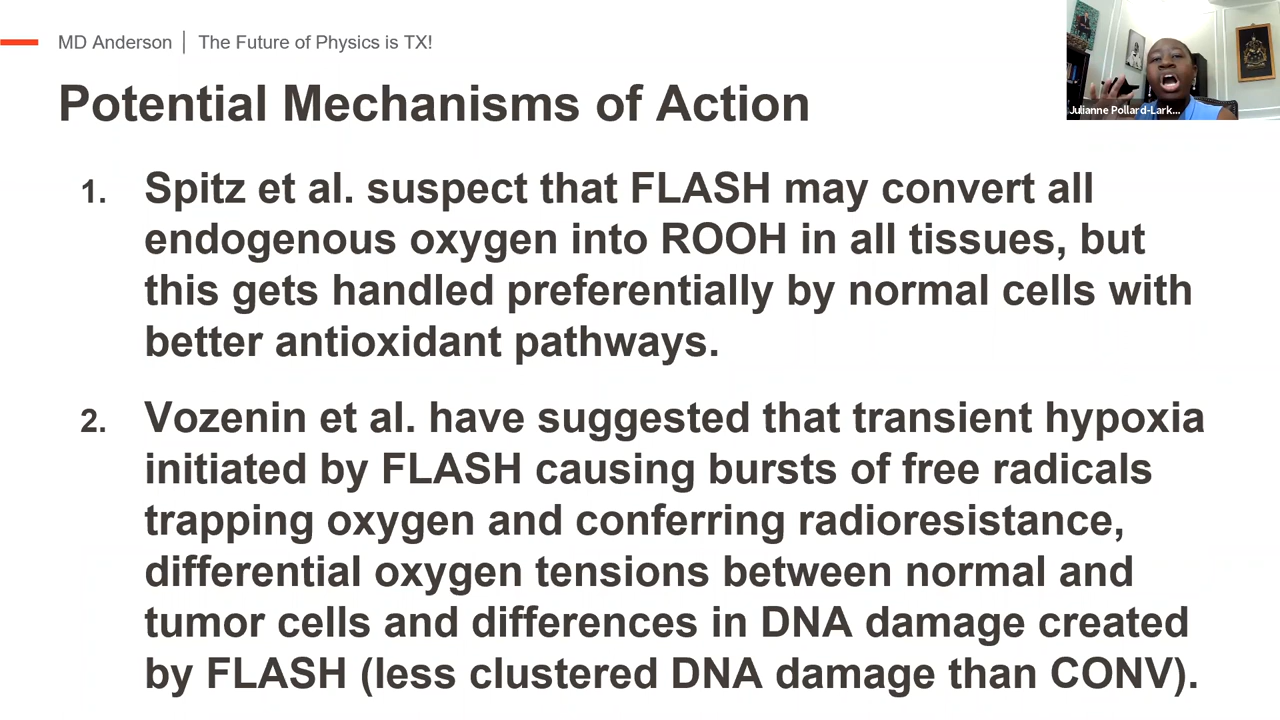 MD Anderson | The Future of Physics is TX!
Julianne Pollard-Lark...
Potential Mechanisms of Action
1. Spitz et al. suspect that FLASH may convert all
endogenous oxygen into ROOH in all tissues, but
this gets handled preferentially by normal cells with
better antioxidant pathways.
2. Vozenin et al. have suggested that transient hypoxia
initiated by FLASH causing bursts of free radicals
trapping oxygen and conferring radioresistance,
differential oxygen tensions between normal and
tumor cells and differences in DNA damage created
by FLASH (less clustered DNA damage than CONV).